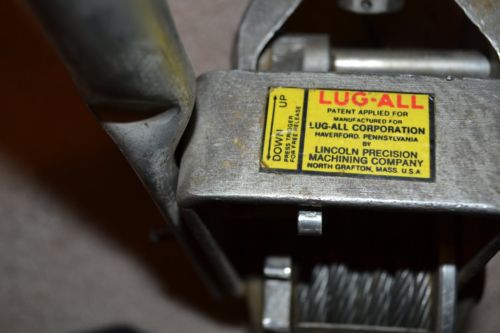 LUG-ALL
PATENT APPLIED FOR
MANUFACTURED FOR
LUG-ALL CORPORATION
HAVERFORD, PENNSYLVANIA
BY
LINCOLN PRECISION
MACHINING COMPANY
NORTH GRAFTON, MASS. U.S.A
DOWN UP
PRESS TRIGGER
FOR FREE RELEASE